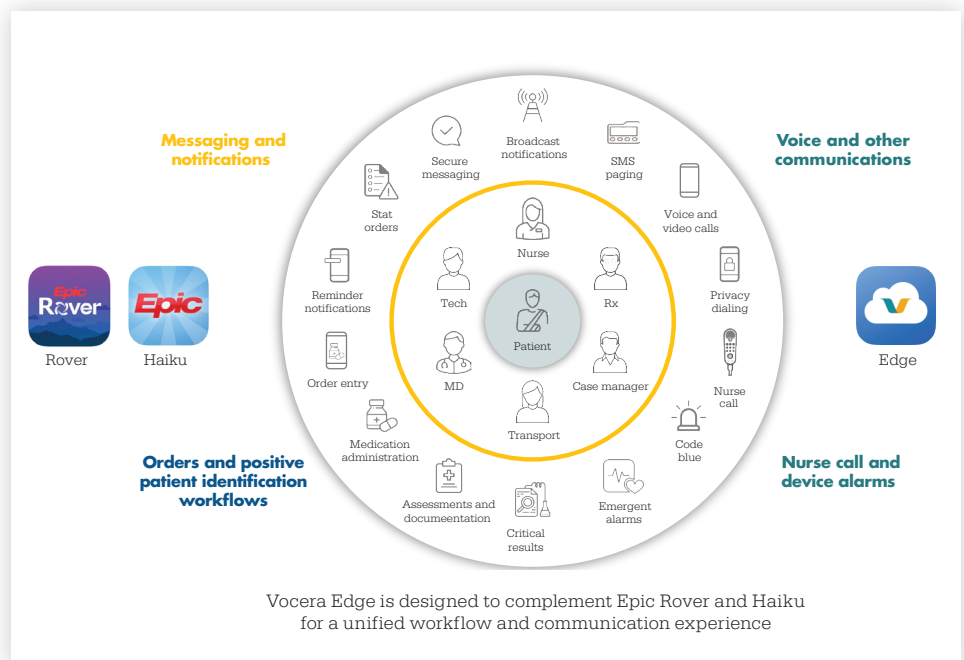 Messaging and
notifications
Voice and other
communications
Broadcast
notifications
Secure
messaging
SMS
paging
Stat
orders
Voice and
video calls
Nurse
Reminder
notifications
Tech
Rx
Privacy
dialing
Epic
Rover
Epic
Rover
Haiku
Patient
Edge
Order entry
MD
Case manager
Nurse
call
Medication
administration
Transport
Code
blue
Orders and positive
patient identification
workflows
Nurse call and
device alarms
Assessments and
documeentation
Critical
results
Emergent
alarms
Vocera Edge is designed to complement Epic Rover and Haiku
for a unified workflow and communication experience